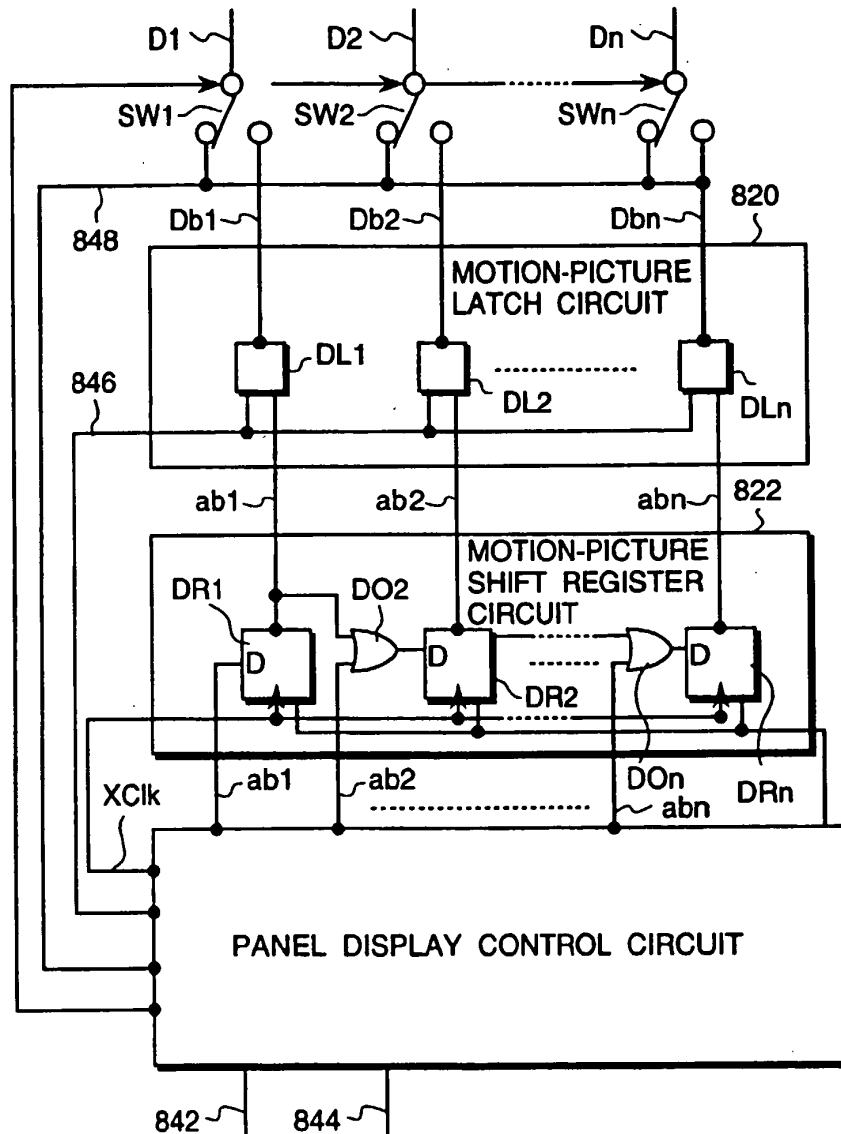 D1 D2 Dn
SW1 SW2 SWn
848 Db1 Db2 Dbn 820
MOTION-PICTURE
LATCH CIRCUIT
846 DL1 DL2 DLn
ab1 ab2 abn 822
MOTION-PICTURE
SHIFT REGISTER
CIRCUIT
DR1 DO2
D D D
DR2
DOn DRn
XClk ab1 ab2 abn
PANEL DISPLAY CONTROL CIRCUIT
842 844